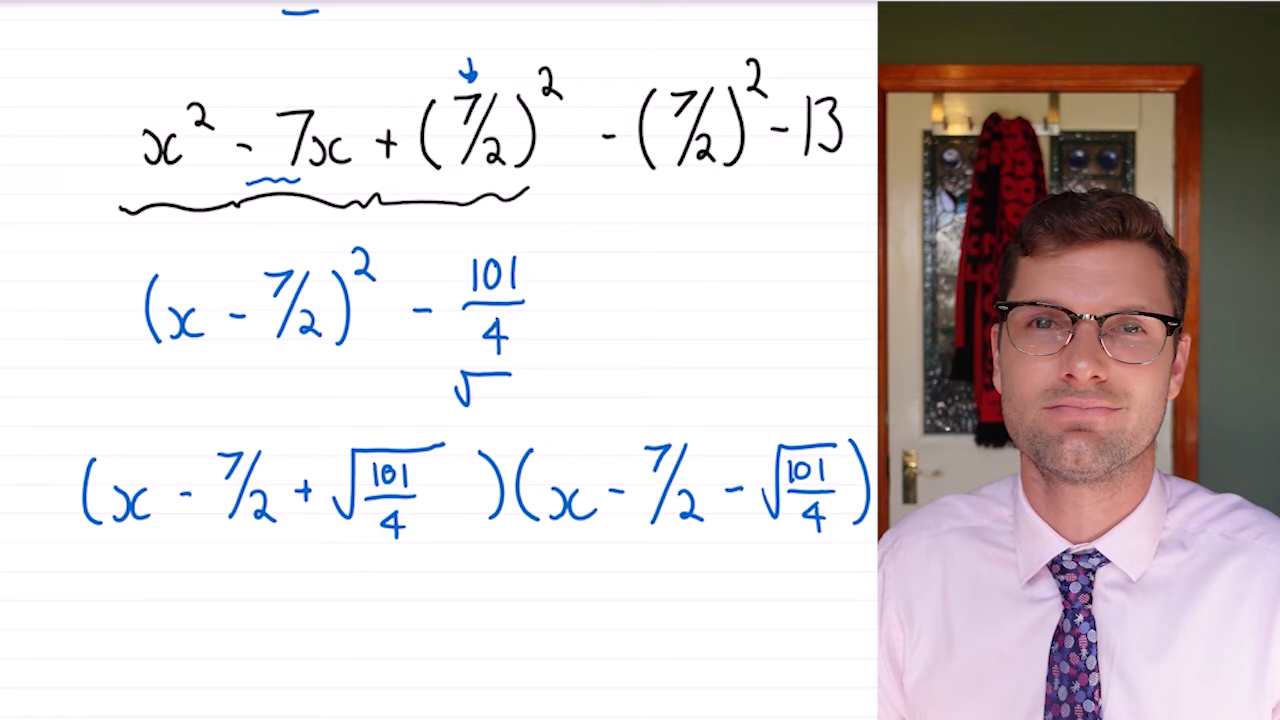 x² - 7x + (7/2)² - (7/2)² - 13
(x - 7/2)² - 101/4
√
(x - 7/2 + √(101/4) )(x - 7/2 - √(101/4))